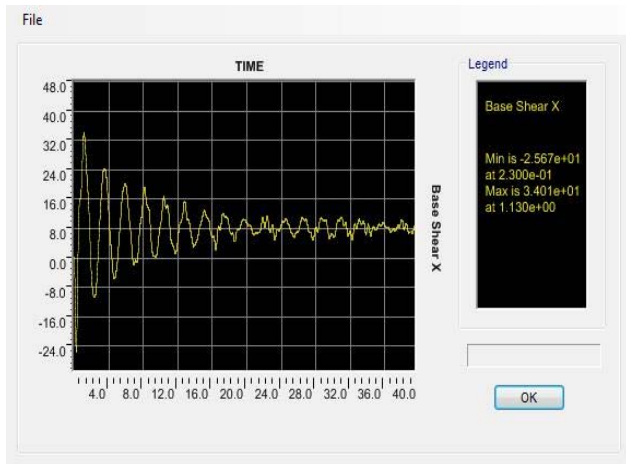 File
TIME
Legend
48.0
40.0
32.0
24.0
16.0
8.0
0.0
-8.0
-16.0
-24.0
Base Shear X
Base Shear X
Min is -2.567e+01
at 2.300e-01
Max is 3.401e+01
at 1.130e+00
4.0 8.0 12.0 16.0 20.0 24.0 28.0 32.0 36.0 40.0
OK